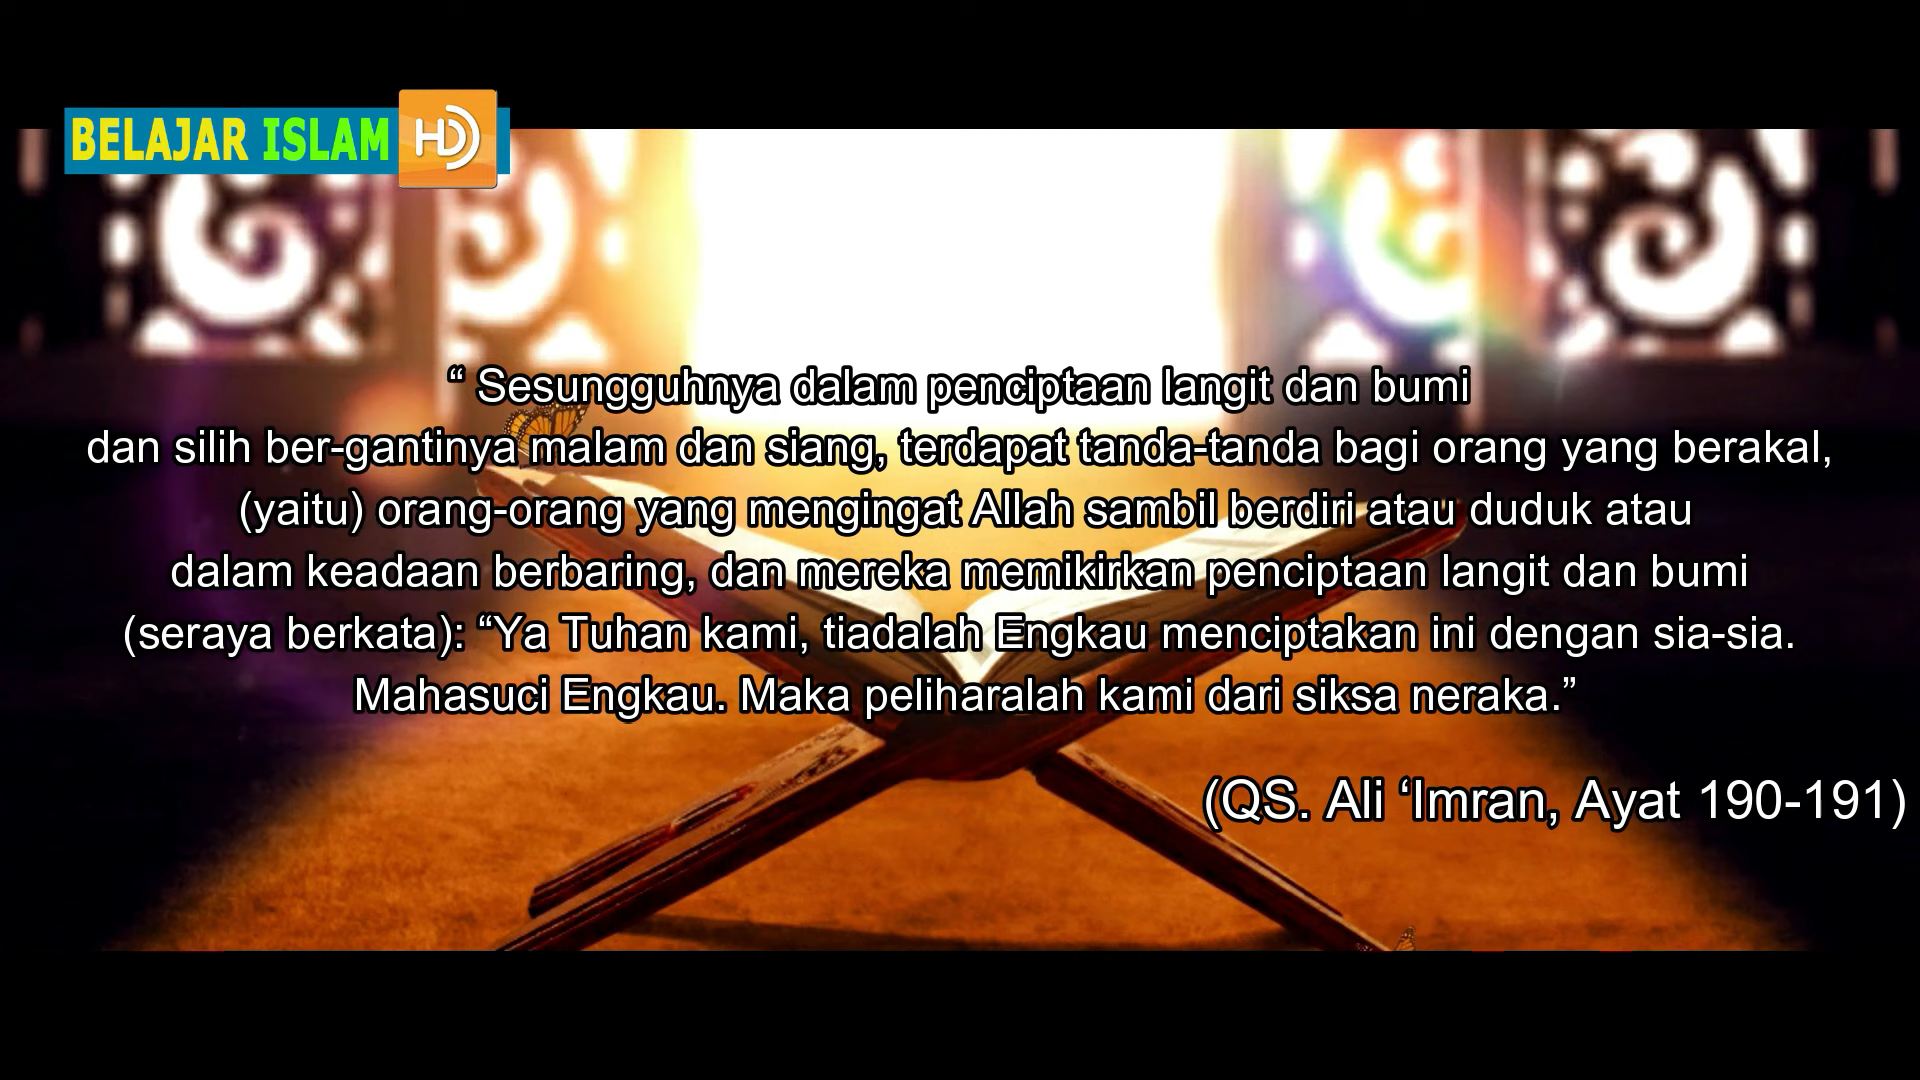 BELAJAR ISLAM HD
“ Sesungguhnya dalam penciptaan langit dan bumi
dan silih ber-gantinya malam dan siang, terdapat tanda-tanda bagi orang yang berakal,
(yaitu) orang-orang yang mengingat Allah sambil berdiri atau duduk atau
dalam keadaan berbaring, dan mereka memikirkan penciptaan langit dan bumi
(seraya berkata): “Ya Tuhan kami, tiadalah Engkau menciptakan ini dengan sia-sia.
Mahasuci Engkau. Maka peliharalah kami dari siksa neraka.”
(QS. Ali ‘Imran, Ayat 190-191)